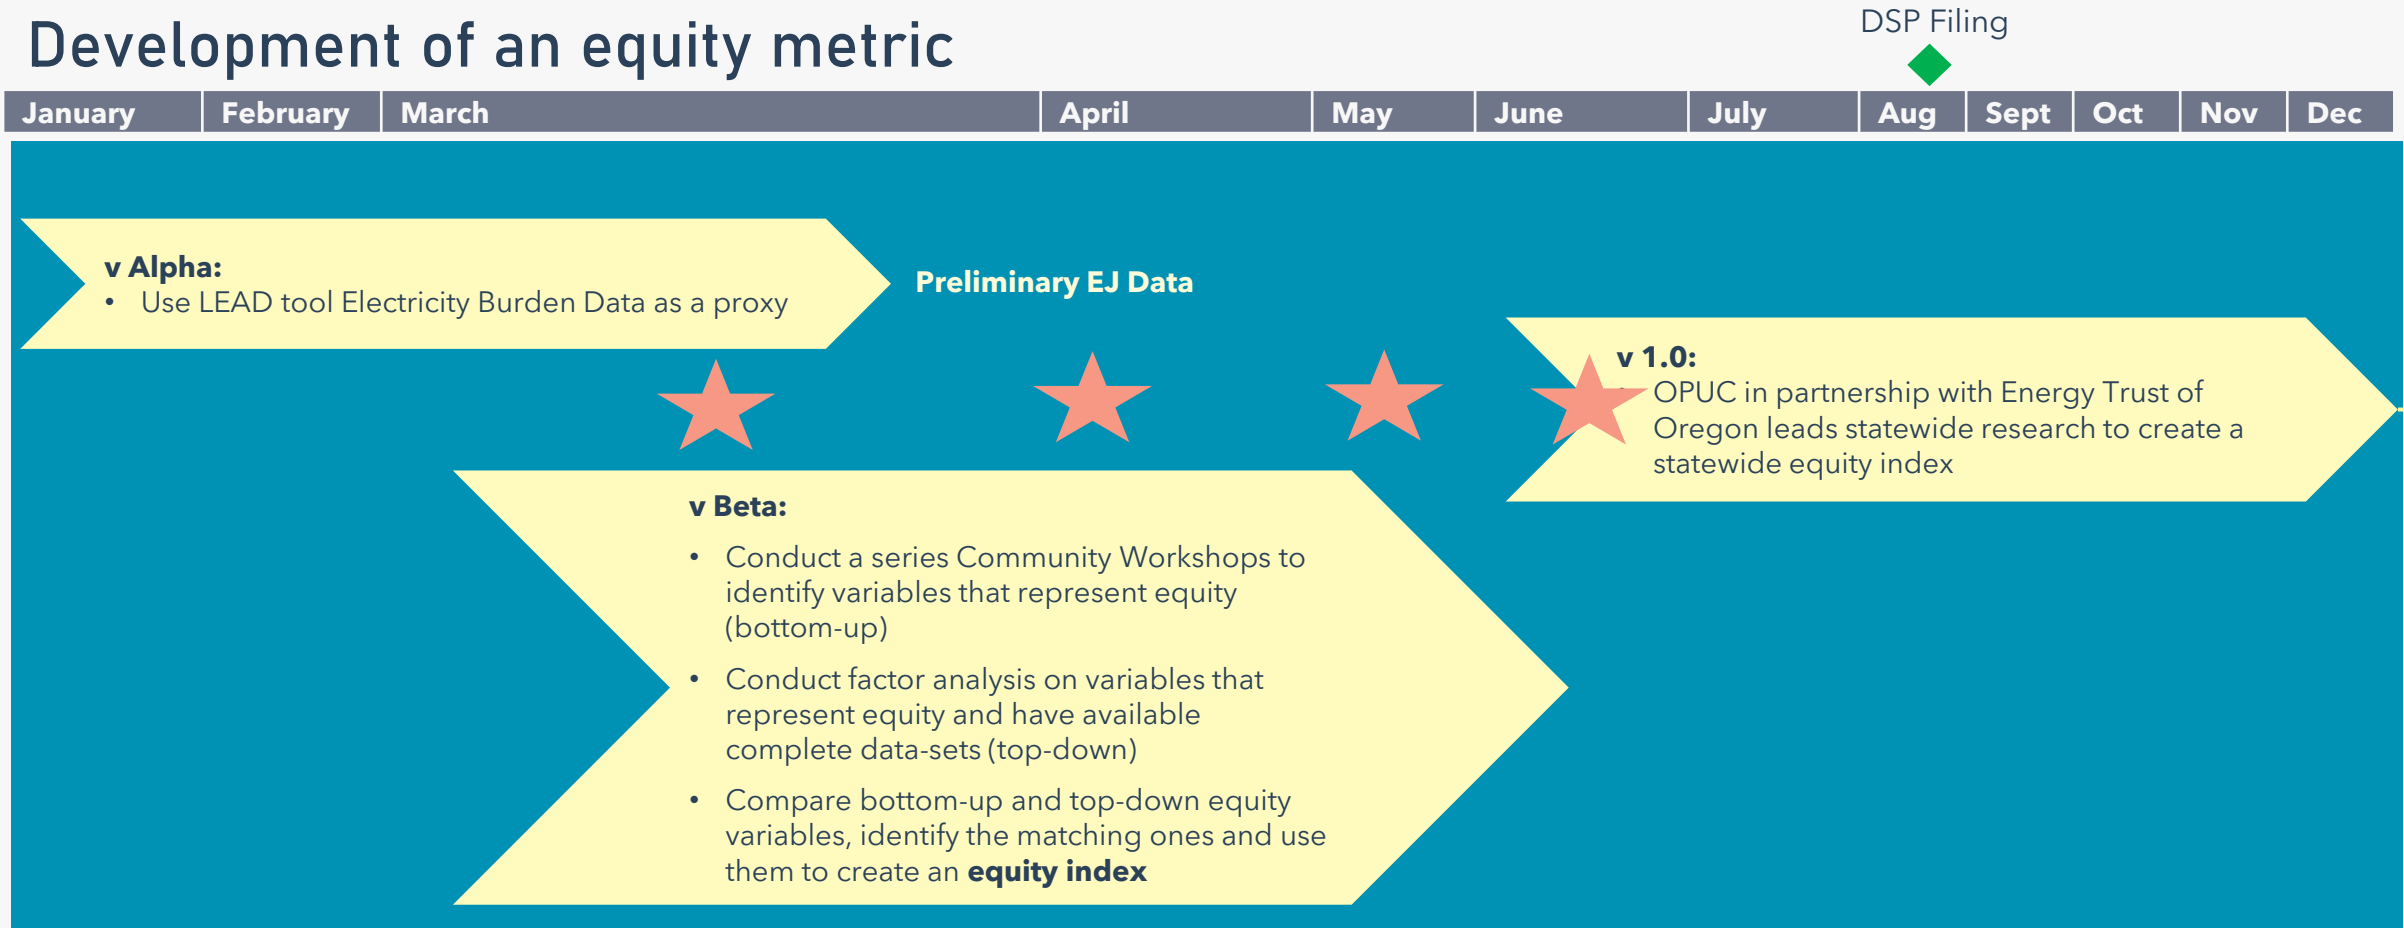 Development of an equity metric
DSP Filing
January February March April May June July Aug Sept Oct Nov Dec
v Alpha:
• Use LEAD tool Electricity Burden Data as a proxy
Preliminary EJ Data
v 1.0:
• OPUC in partnership with Energy Trust of
Oregon leads statewide research to create a
statewide equity index
v Beta:
• Conduct a series Community Workshops to
identify variables that represent equity
(bottom-up)
• Conduct factor analysis on variables that
represent equity and have available
complete data-sets (top-down)
• Compare bottom-up and top-down equity
variables, identify the matching ones and use
them to create an equity index